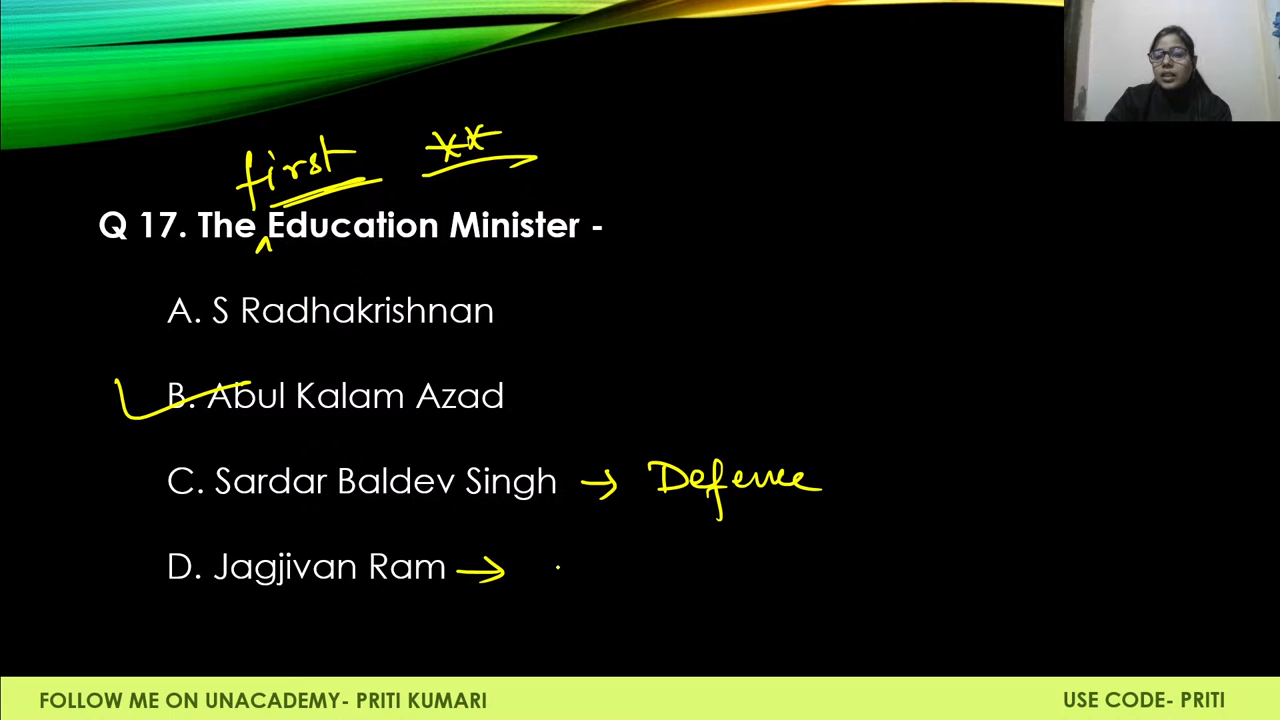 first **
Q 17. The ^ Education Minister -
A. S Radhakrishnan
B. Abul Kalam Azad
C. Sardar Baldev Singh → Defence
D. Jagjivan Ram →
FOLLOW ME ON UNACADEMY- PRITI KUMARI USE CODE- PRITI